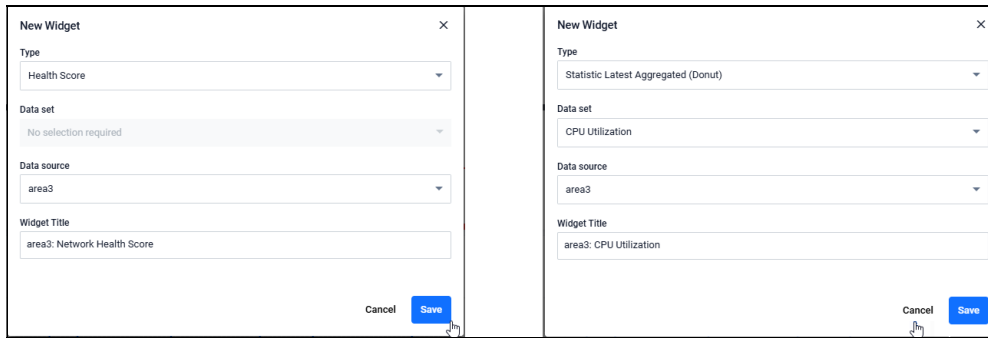 New Widget
Type
Health Score
Data set
No selection required
Data source
area3
Widget Title
area3: Network Health Score
Cancel
Save
New Widget
Type
Statistic Latest Aggregated (Donut)
Data set
CPU Utilization
Data source
area3
Widget Title
area3: CPU Utilization
Cancel
Save